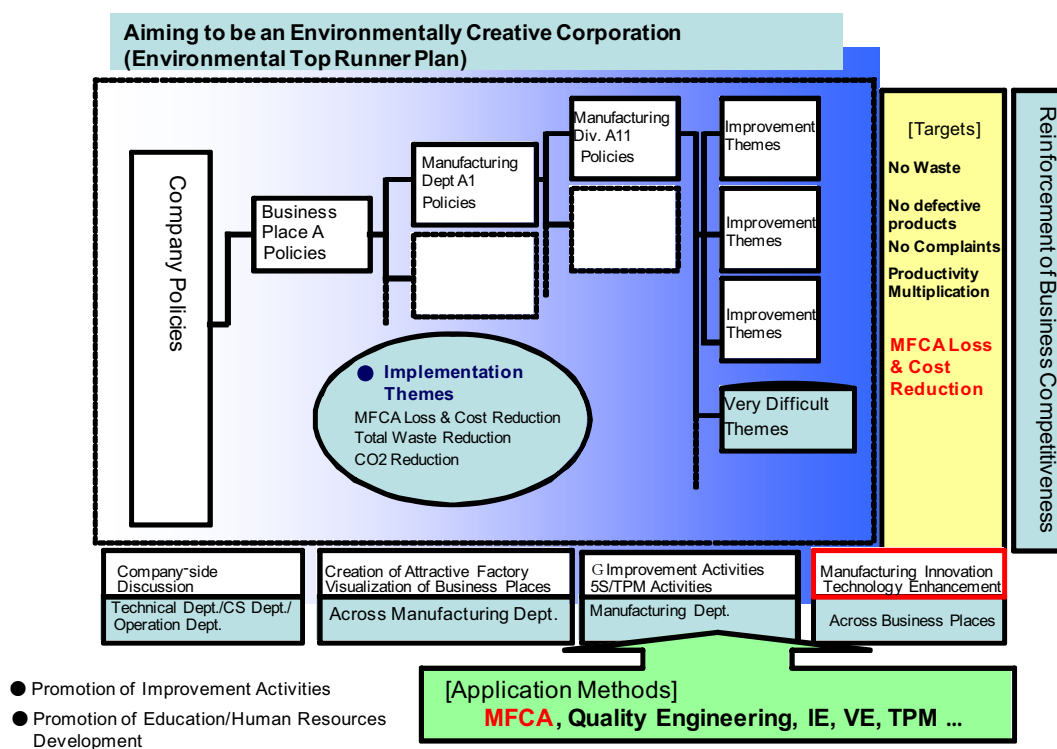 Aiming to be an Environmentally Creative Corporation
(Environmental Top Runner Plan)
Company Policies
Business
Place A
Policies
Manufacturing
Dept A1
Policies
Manufacturing
Div. A11
Policies
Improvement
Themes
Improvement
Themes
Improvement
Themes
Very Difficult
Themes
● Implementation
Themes
MFCA Loss & Cost Reduction
Total Waste Reduction
CO2 Reduction
[Targets]
No Waste
No defective
products
No Complaints
Productivity
Multiplication
MFCA Loss
& Cost
Reduction
Reinforcement of Business Competitiveness
Company-side
Discussion
Technical Dept./CS Dept./
Operation Dept.
Creation of Attractive Factory
Visualization of Business Places
Across Manufacturing Dept.
G Improvement Activities
5S/TPM Activities
Manufacturing Dept.
Manufacturing Innovation
Technology Enhancement
Across Business Places
● Promotion of Improvement Activities
● Promotion of Education/Human Resources
Development
[Application Methods]
MFCA, Quality Engineering, IE, VE, TPM ...